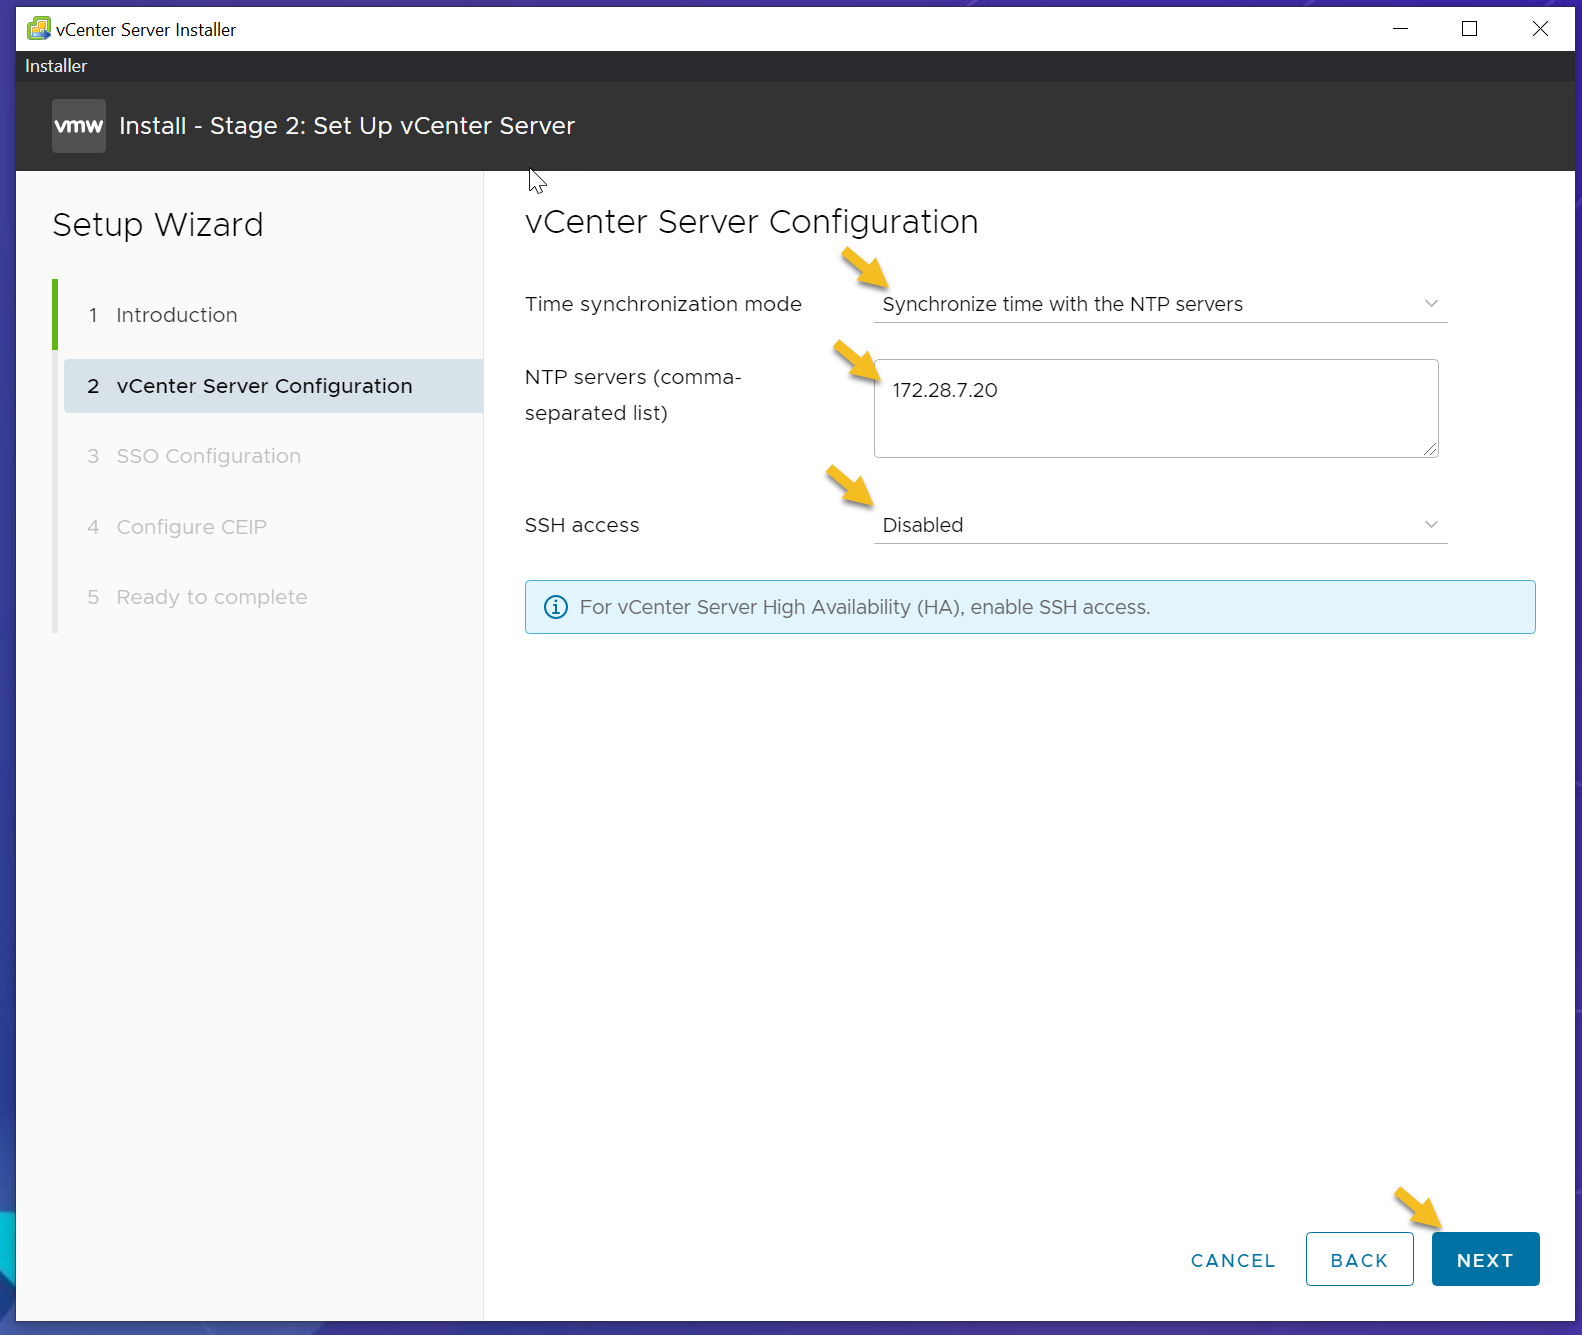 vCenter Server Installer
Installer
vmw
Install - Stage 2: Set Up vCenter Server
Setup Wizard
1 Introduction
2 vCenter Server Configuration
3 SSO Configuration
4 Configure CEIP
5 Ready to complete
vCenter Server Configuration
Time synchronization mode
Synchronize time with the NTP servers
NTP servers (comma-
separated list)
172.28.7.20
SSH access
Disabled
For vCenter Server High Availability (HA), enable SSH access.
CANCEL
BACK
NEXT